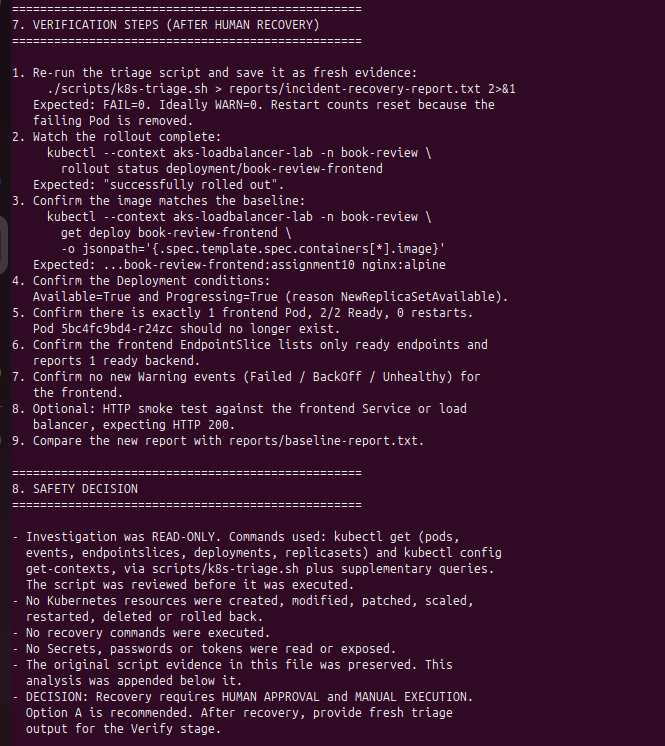 ==================================================
7. VERIFICATION STEPS (AFTER HUMAN RECOVERY)
==================================================
1. Re-run the triage script and save it as fresh evidence:
./scripts/k8s-triage.sh > reports/incident-recovery-report.txt 2>&1
Expected: FAIL=0. Ideally WARN=0. Restart counts reset because the
failing Pod is removed.
2. Watch the rollout complete:
kubectl --context aks-loadbalancer-lab -n book-review \
rollout status deployment/book-review-frontend
Expected: "successfully rolled out".
3. Confirm the image matches the baseline:
kubectl --context aks-loadbalancer-lab -n book-review \
get deploy book-review-frontend \
-o jsonpath='{.spec.template.spec.containers[*].image}'
Expected: ...book-review-frontend:assignment10 nginx:alpine
4. Confirm the Deployment conditions:
Available=True and Progressing=True (reason NewReplicaSetAvailable).
5. Confirm there is exactly 1 frontend Pod, 2/2 Ready, 0 restarts.
Pod 5bc4fc9bd4-r24zc should no longer exist.
6. Confirm the frontend EndpointSlice lists only ready endpoints and
reports 1 ready backend.
7. Confirm no new Warning events (Failed / BackOff / Unhealthy) for
the frontend.
8. Optional: HTTP smoke test against the frontend Service or load
balancer, expecting HTTP 200.
9. Compare the new report with reports/baseline-report.txt.
==================================================
8. SAFETY DECISION
==================================================
- Investigation was READ-ONLY. Commands used: kubectl get (pods,
events, endpointslices, deployments, replicasets) and kubectl config
get-contexts, via scripts/k8s-triage.sh plus supplementary queries.
The script was reviewed before it was executed.
- No Kubernetes resources were created, modified, patched, scaled,
restarted, deleted or rolled back.
- No recovery commands were executed.
- No Secrets, passwords or tokens were read or exposed.
- The original script evidence in this file was preserved. This
analysis was appended below it.
- DECISION: Recovery requires HUMAN APPROVAL and MANUAL EXECUTION.
Option A is recommended. After recovery, provide fresh triage
output for the Verify stage.